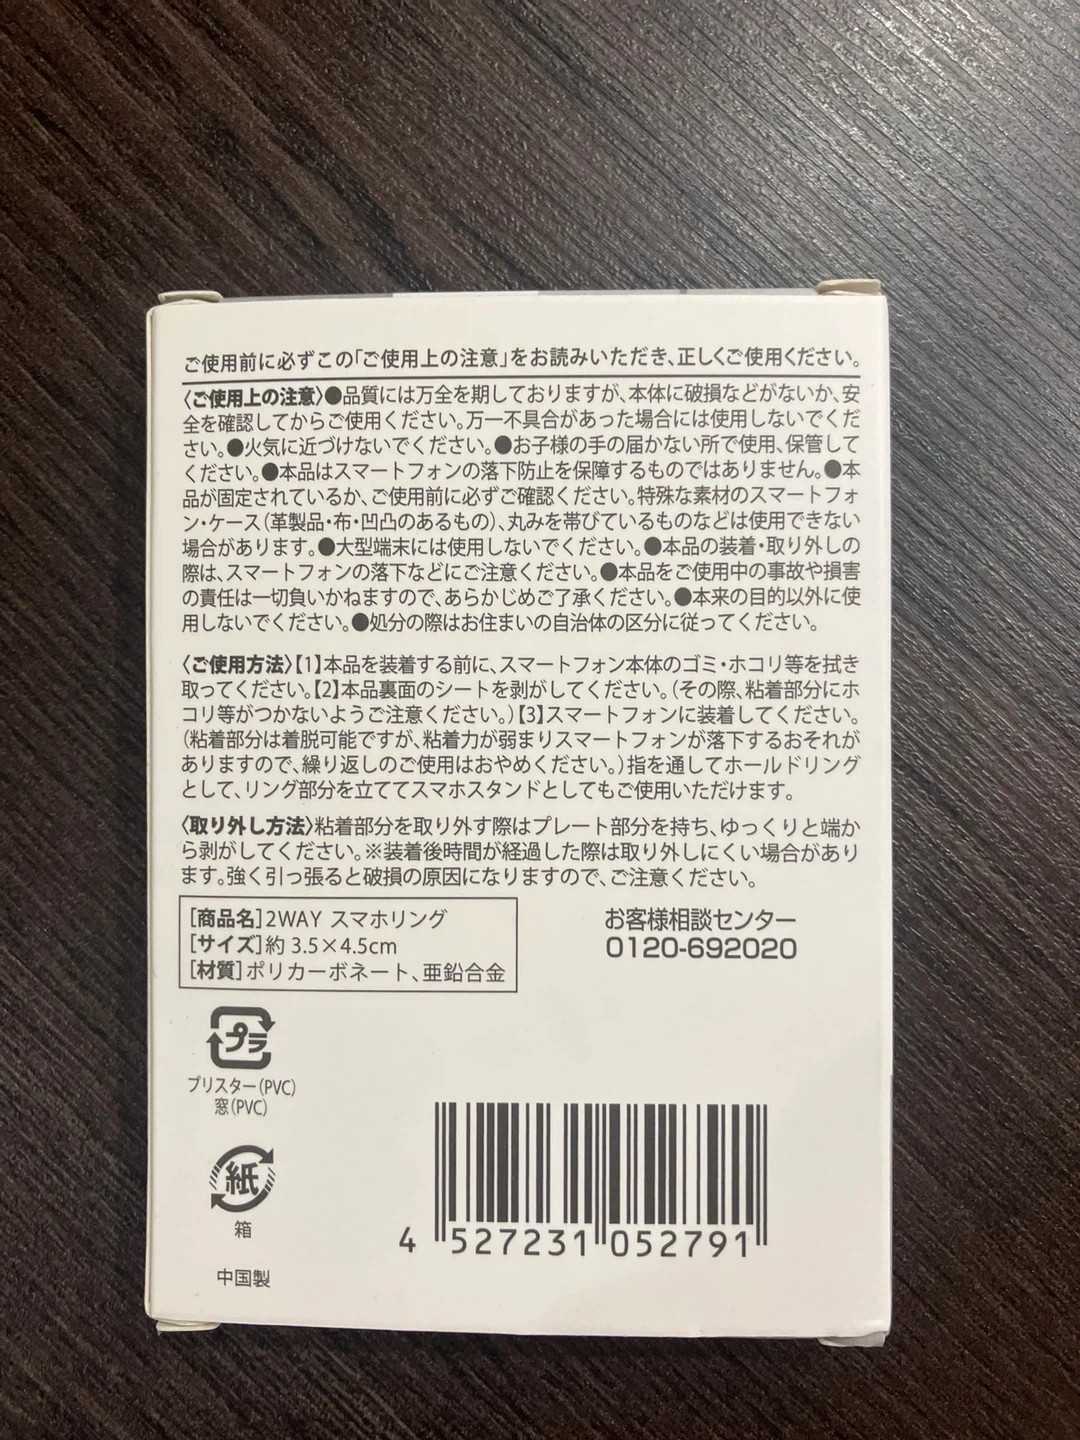 ご使用前に必ずこの「ご使用上の注意」をお読みいただき、正しくご使用ください。
〈ご使用上の注意〉●品質には万全を期しておりますが、本体に破損などがないか、安
全を確認してからご使用ください。万一不具合があった場合には使用しないでくだ
さい。●火気に近づけないでください。●お子様の手の届かない所で使用、保管して
ください。●本品はスマートフォンの落下防止を保障するものではありません。●本
品が固定されているか、ご使用前に必ずご確認ください。特殊な素材のスマートフォ
ン・ケース(革製品・布・凹凸のあるもの)、丸みを帯びているものなどは使用できない
場合があります。●大型端末には使用しないでください。●本品の装着・取り外しの
際は、スマートフォンの落下などにご注意ください。●本品をご使用中の事故や損害
の責任は一切負いかねますので、あらかじめご了承ください。●本来の目的以外に使
用しないでください。●処分の際はお住まいの自治体の区分に従ってください。
〈ご使用方法〉【1】本品を装着する前に、スマートフォン本体のゴミ・ホコリ等を拭き
取ってください。【2】本品裏面のシートを剥がしてください。(その際、粘着部分にホ
コリ等がつかないようご注意ください。)【3】スマートフォンに装着してください。
(粘着部分は着脱可能ですが、粘着力が弱まりスマートフォンが落下するおそれが
ありますので、繰り返しのご使用はおやめください。)指を通してホールドリング
として、リング部分を立ててスマホスタンドとしてもご使用いただけます。
〈取り外し方法〉粘着部分を取り外す際はプレート部分を持ち、ゆっくりと端か
ら剥がしてください。※装着後時間が経過した際は取り外しにくい場合があり
ます。強く引っ張ると破損の原因になりますので、ご注意ください。
[商品名]2WAY スマホリング
[サイズ]約 3.5×4.5cm
[材質]ポリカーボネート、亜鉛合金
お客様相談センター
0120-692020
プラ
ブリスター(PVC)
窓(PVC)
紙
箱
中国製
4 527231 052791